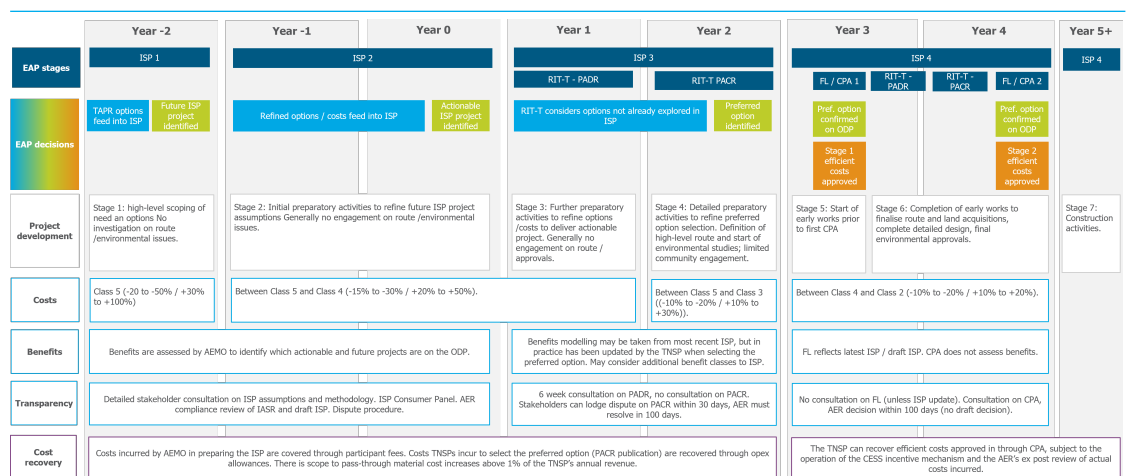 Year -2
Year -1
Year 0
Year 1
Year 2
Year 3
Year 4
Year 5+
EAP stages
ISP 1
ISP 2
ISP 3
ISP 4
ISP 4
RIT-T - PADR
RIT-T PACR
FL / CPA 1
RIT-T -
PADR
RIT-T -
PACR
FL / CPA 2
EAP decisions
TAPR options
feed into ISP
Future ISP
project
identified
Refined options / costs feed into ISP
Actionable
ISP project
identified
RIT-T considers options not already explored in
ISP
Preferred
option
identified
Pref. option
confirmed
on ODP
Stage 1
efficient
costs
approved
Pref. option
confirmed
on ODP
Stage 2
efficient
costs
approved
Project
development
Stage 1: high-level scoping of
need an options No
investigation on route
/environmental issues.
Stage 2: Initial preparatory activities to refine future ISP project
assumptions Generally no engagement on route /environmental
issues.
Stage 3: Further preparatory
activities to refine options
/costs to deliver actionable
project. Generally no
engagement on route /
approvals.
Stage 4: Detailed preparatory
activities to refine preferred
option selection. Definition of
high-level route and start of
environmental studies; limited
community engagement.
Stage 5: Start of
early works prior
to first CPA
Stage 6: Completion of early works to
finalise route and land acquisitions,
complete detailed design, final
environmental approvals.
Stage 7:
Construction
activities.
Costs
Class 5 (-20 to -50% / +30%
to +100%)
Between Class 5 and Class 4 (-15% to -30% / +20% to +50%).
Between Class 5 and Class 3
((-10% to -20% / +10% to
+30%)).
Between Class 4 and Class 2 (-10% to -20% / +10% to +20%).
Benefits
Benefits are assessed by AEMO to identify which actionable and future projects are on the ODP.
Benefits modelling may be taken from most recent ISP, but in
practice has been updated by the TNSP when selecting the
preferred option. May consider additional benefit classes to ISP.
FL reflects latest ISP / draft ISP. CPA does not assess benefits.
Transparency
Detailed stakeholder consultation on ISP assumptions and methodology. ISP Consumer Panel. AER
compliance review of IASR and draft ISP. Dispute procedure.
6 week consultation on PADR, no consultation on PACR.
Stakeholders can lodge dispute on PACR within 30 days, AER must
resolve in 100 days.
No consultation on FL (unless ISP update). Consultation on CPA,
AER decision within 100 days (no draft decision).
Cost
recovery
Costs incurred by AEMO in preparing the ISP are covered through participant fees. Costs TNSPs incur to select the preferred option (PACR publication) are recovered through opex
allowances. There is scope to pass-through material cost increases above 1% of the TNSP's annual revenue.
The TNSP can recover efficient costs approved in through CPA, subject to the
operation of the CESS incentive mechanism and the AER's ex post review of actual
costs incurred.